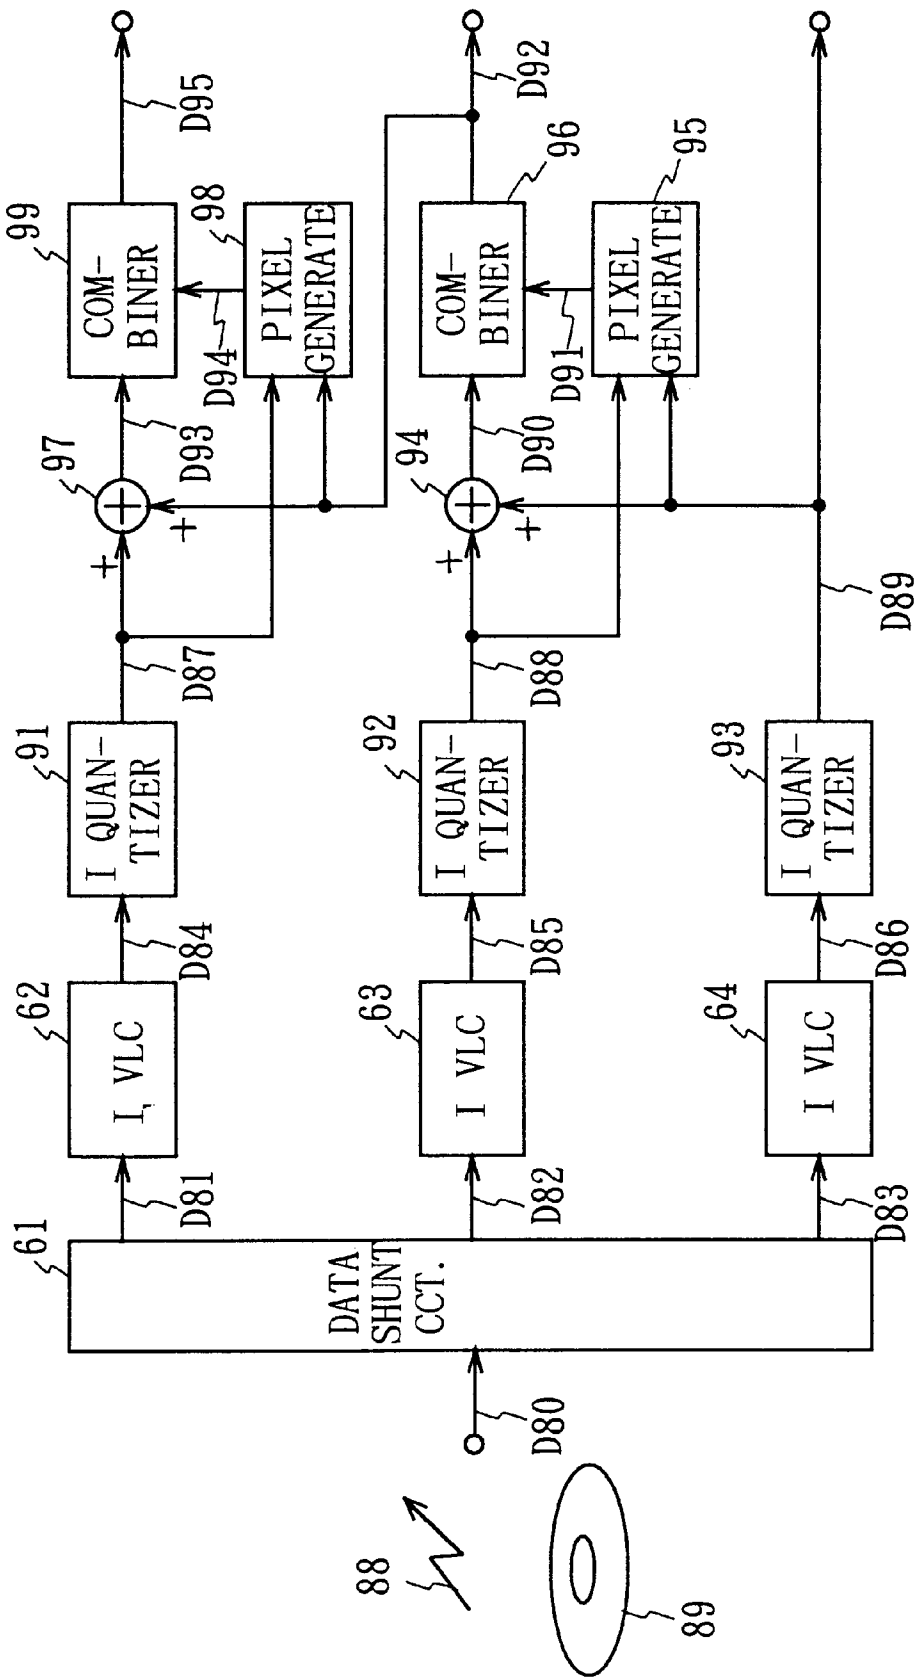 88
89
D80
61
DATA
SHUNT
CCT.
D81
D82
D83
62
I, VLC
63
I VLC
64
I VLC
D84
D85
D86
91
I QUAN-
TIZER
92
I QUAN-
TIZER
93
I QUAN-
TIZER
D87
D88
D89
97
+
+
94
+
+
D93
D90
99
COM-
BINER
D94
98
PIXEL
GENERATE
96
COM-
BINER
D91
95
PIXEL
GENERATE
D95
D92